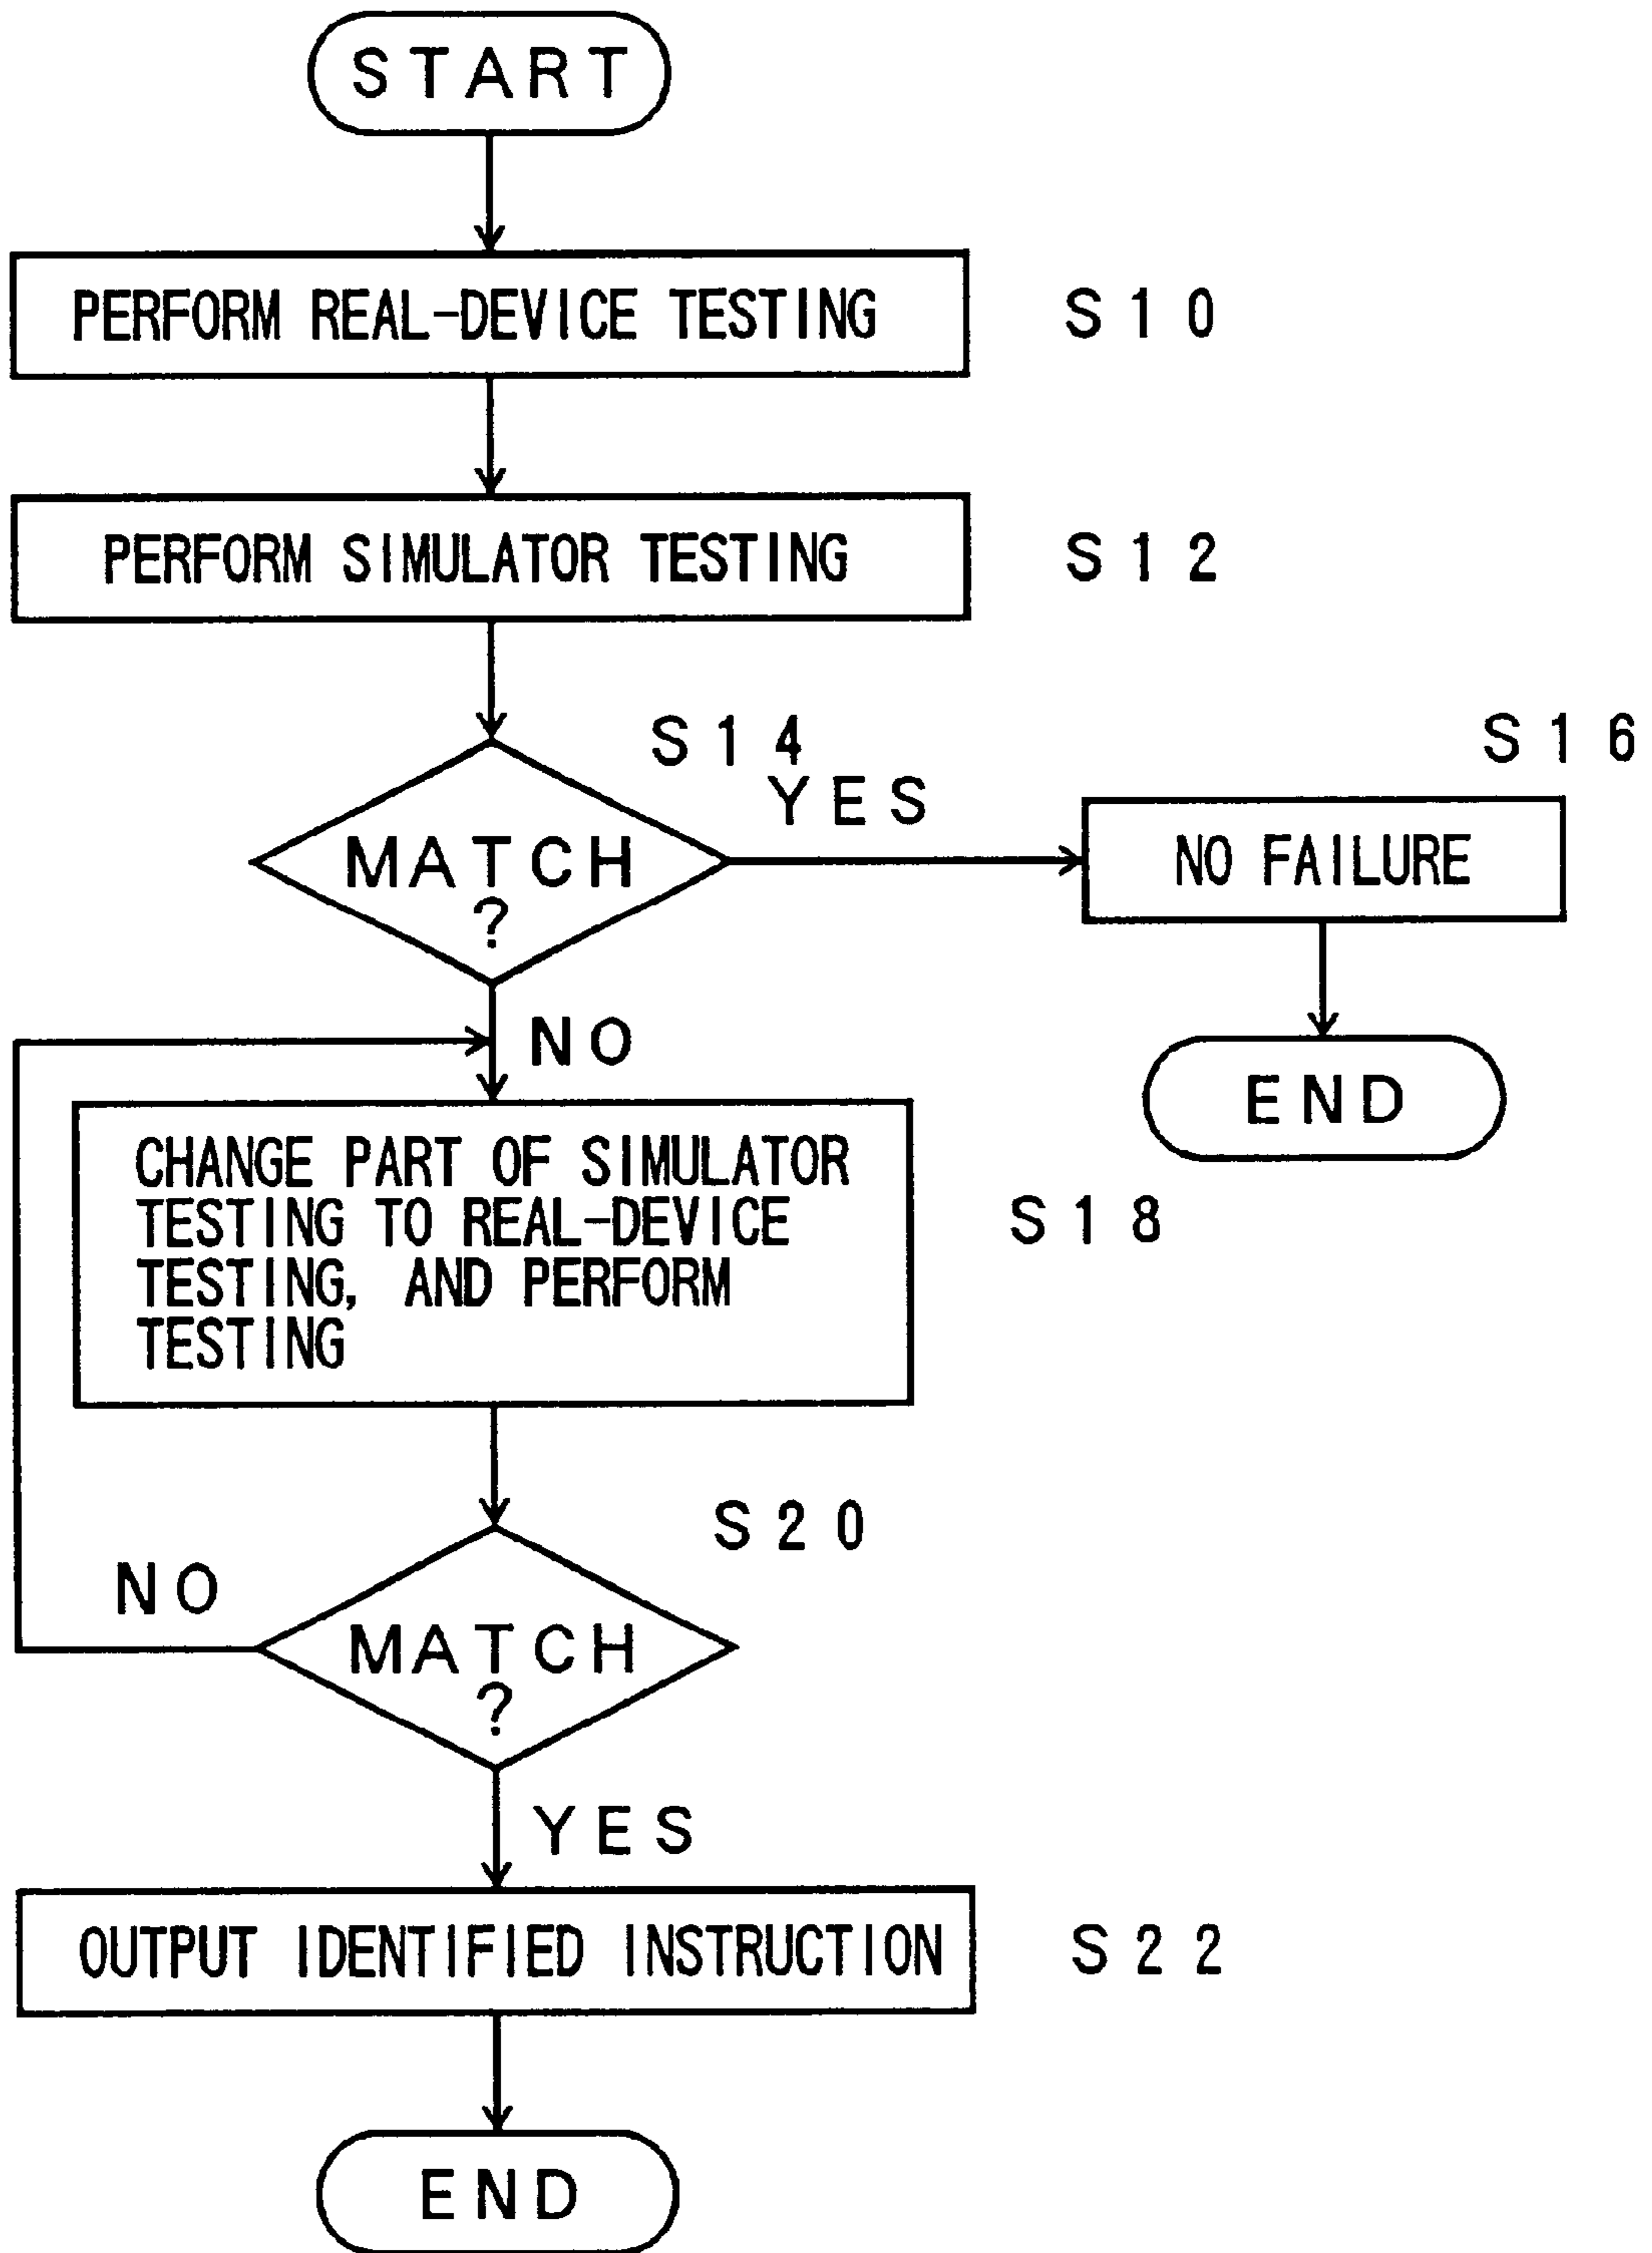 START
PERFORM REAL-DEVICE TESTING
S10
PERFORM SIMULATOR TESTING
S12
S14
YES
MATCH
?
S16
NO FAILURE
END
NO
CHANGE PART OF SIMULATOR
TESTING TO REAL-DEVICE
TESTING, AND PERFORM
TESTING
S18
S20
NO
MATCH
?
YES
OUTPUT IDENTIFIED INSTRUCTION
S22
END